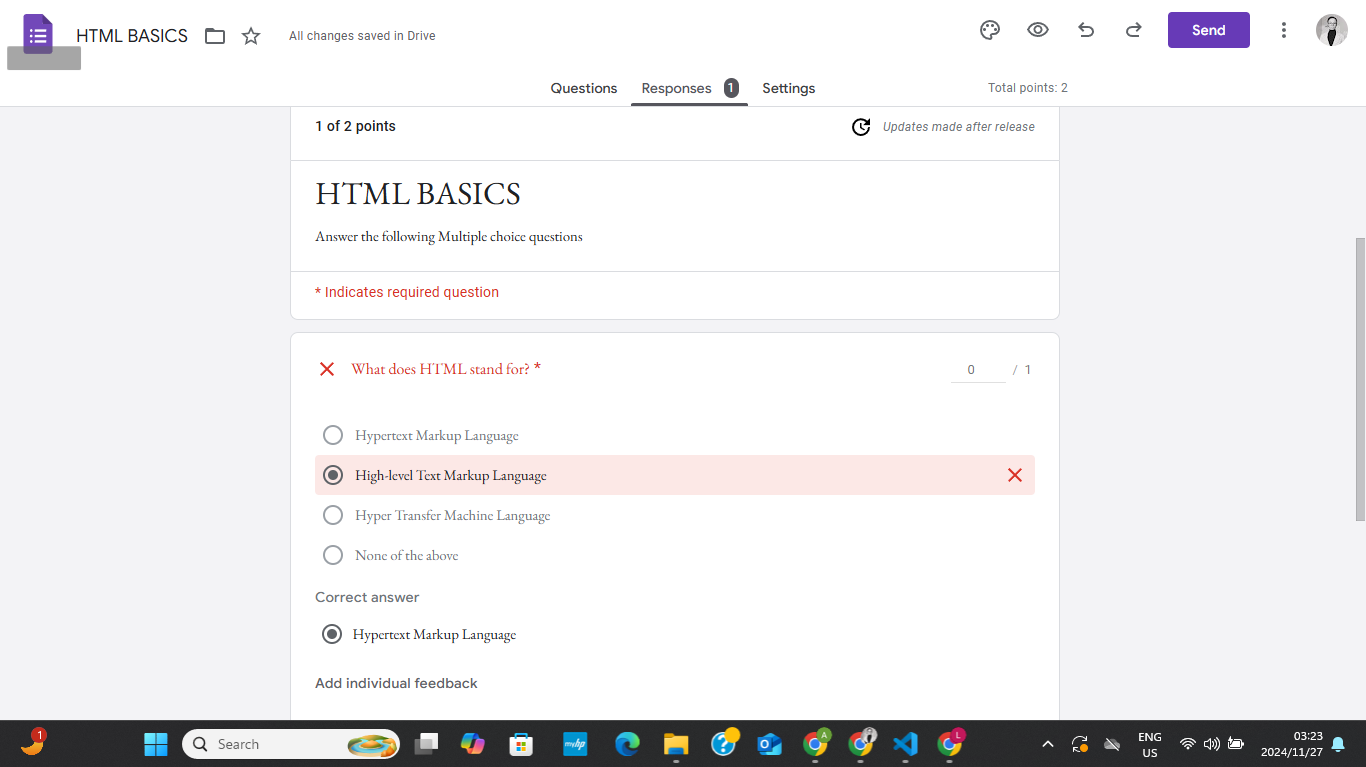 HTML BASICS
All changes saved in Drive
Send
Questions
Responses 1
Settings
Total points: 2
1 of 2 points
Updates made after release
HTML BASICS
Answer the following Multiple choice questions
* Indicates required question
What does HTML stand for? *
0 / 1
Hypertext Markup Language
High-level Text Markup Language
Hyper Transfer Machine Language
None of the above
Correct answer
Hypertext Markup Language
Add individual feedback
1
Search
myhp
A
L
ENG
US
03:23
2024/11/27